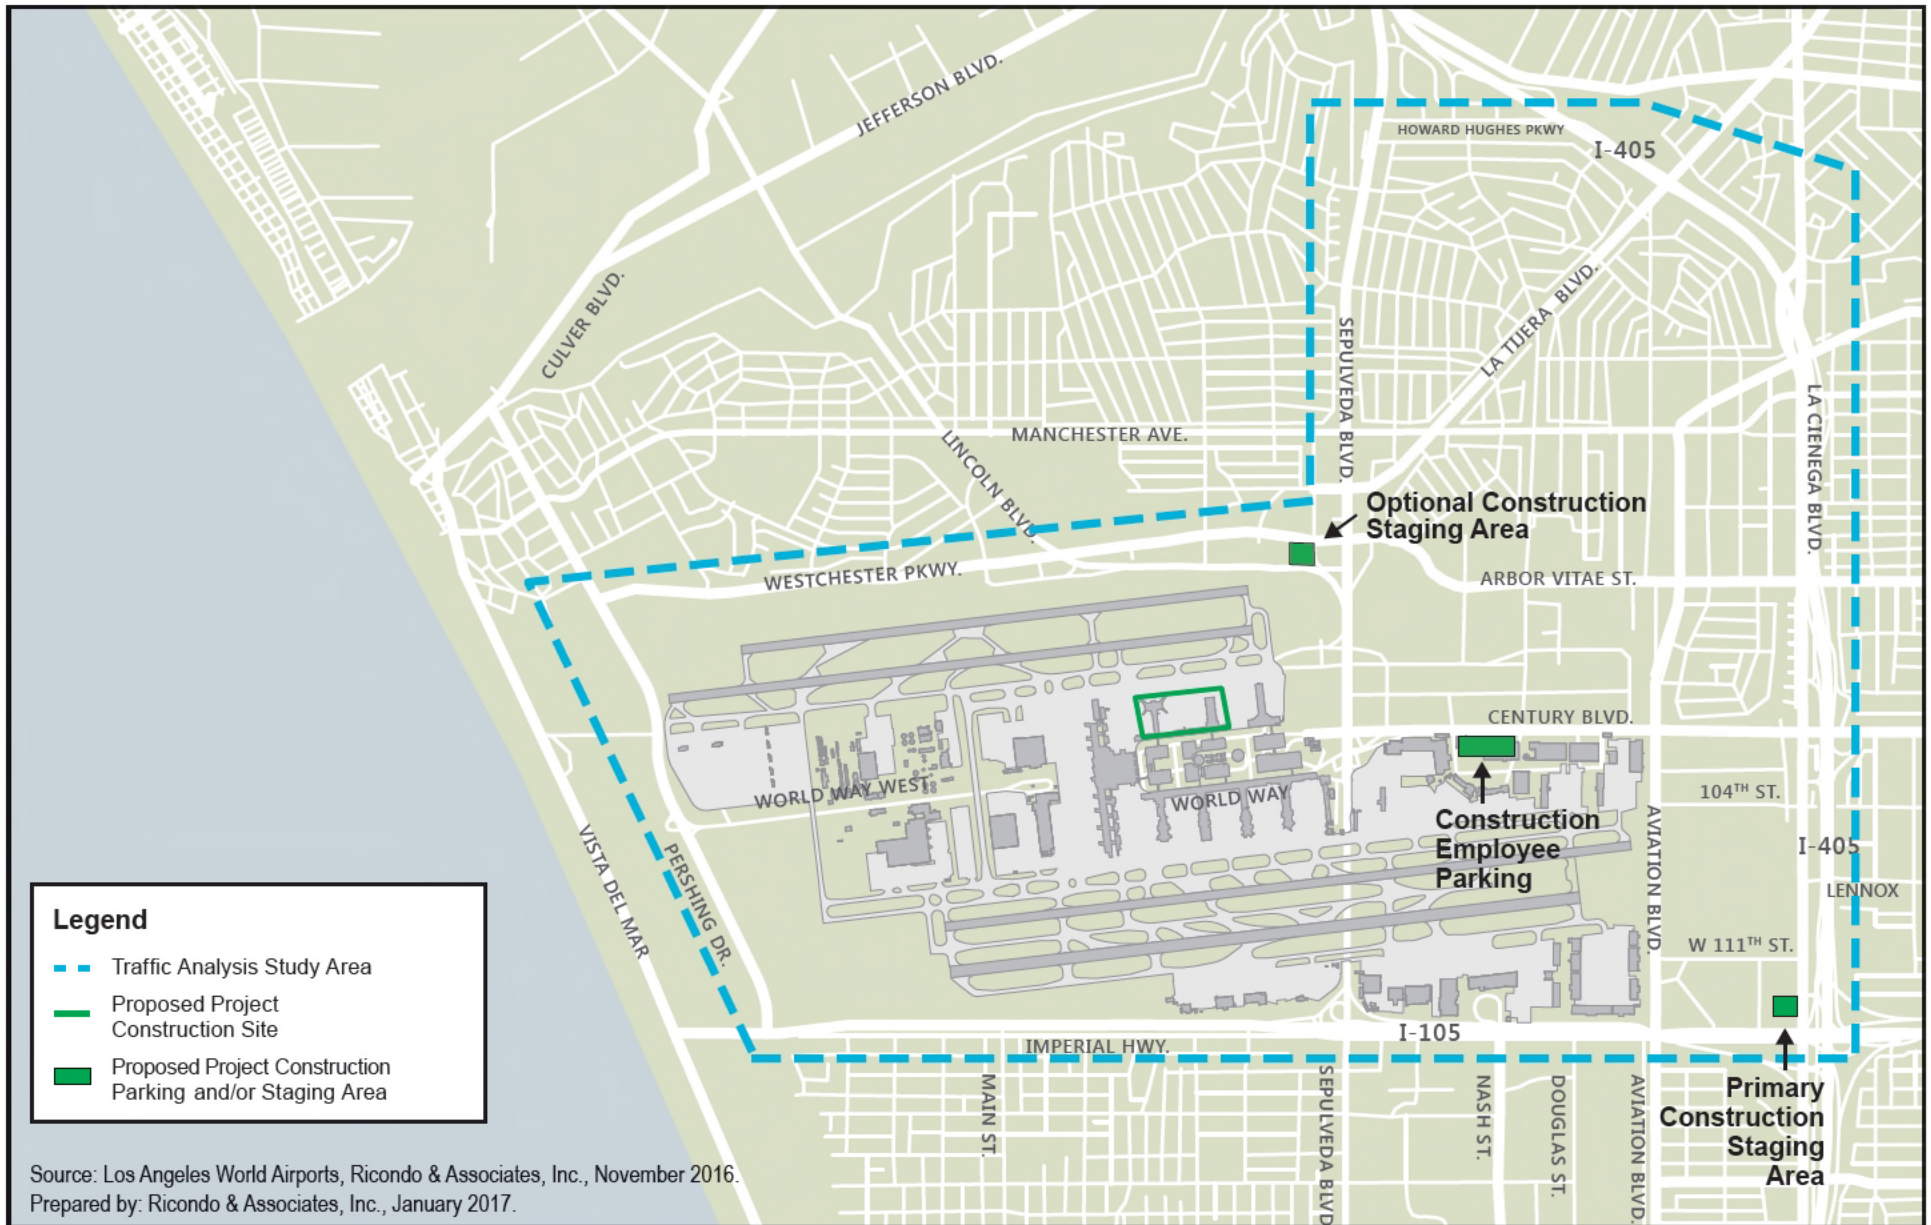 JEFFERSON BLVD.
HOWARD HUGHES PKWY
I-405
CULVER BLVD.
LA TIJERA BLVD.
SEPULVEDA BLVD.
LA CIENEGA BLVD.
MANCHESTER AVE.
LINCOLN BLVD.
Optional Construction
Staging Area
WESTCHESTER PKWY.
ARBOR VITAE ST.
CENTURY BLVD.
WORLD WAY WEST
WORLD WAY
104TH ST.
Construction
Employee
Parking
AVIATION BLVD.
I-405
LENNOX
VISTA DEL MAR
PERSHING DR.
W 111TH ST.
I-105
IMPERIAL HWY.
MAIN ST.
SEPULVEDA BLVD
NASH ST.
DOUGLAS ST.
AVIATION BLVD.
Primary
Construction
Staging
Area
Legend
Traffic Analysis Study Area
Proposed Project
Construction Site
Proposed Project Construction
Parking and/or Staging Area
Source: Los Angeles World Airports, Ricondo & Associates, Inc., November 2016.
Prepared by: Ricondo & Associates, Inc., January 2017.